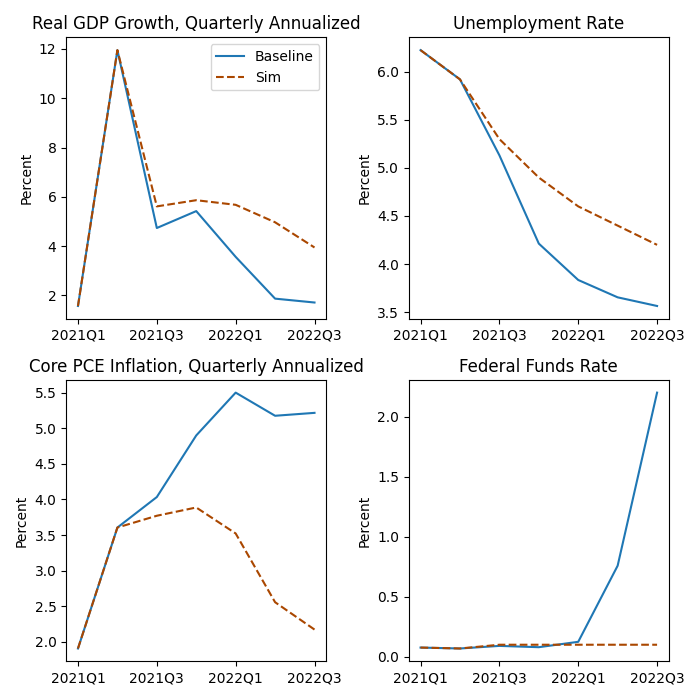 Real GDP Growth, Quarterly Annualized
Percent
12
10
8
6
4
2
Baseline
Sim
2021Q1
2021Q3
2022Q1
2022Q3
Unemployment Rate
Percent
6.0
5.5
5.0
4.5
4.0
3.5
2021Q1
2021Q3
2022Q1
2022Q3
Core PCE Inflation, Quarterly Annualized
Percent
5.5
5.0
4.5
4.0
3.5
3.0
2.5
2.0
2021Q1
2021Q3
2022Q1
2022Q3
Federal Funds Rate
Percent
2.0
1.5
1.0
0.5
0.0
2021Q1
2021Q3
2022Q1
2022Q3